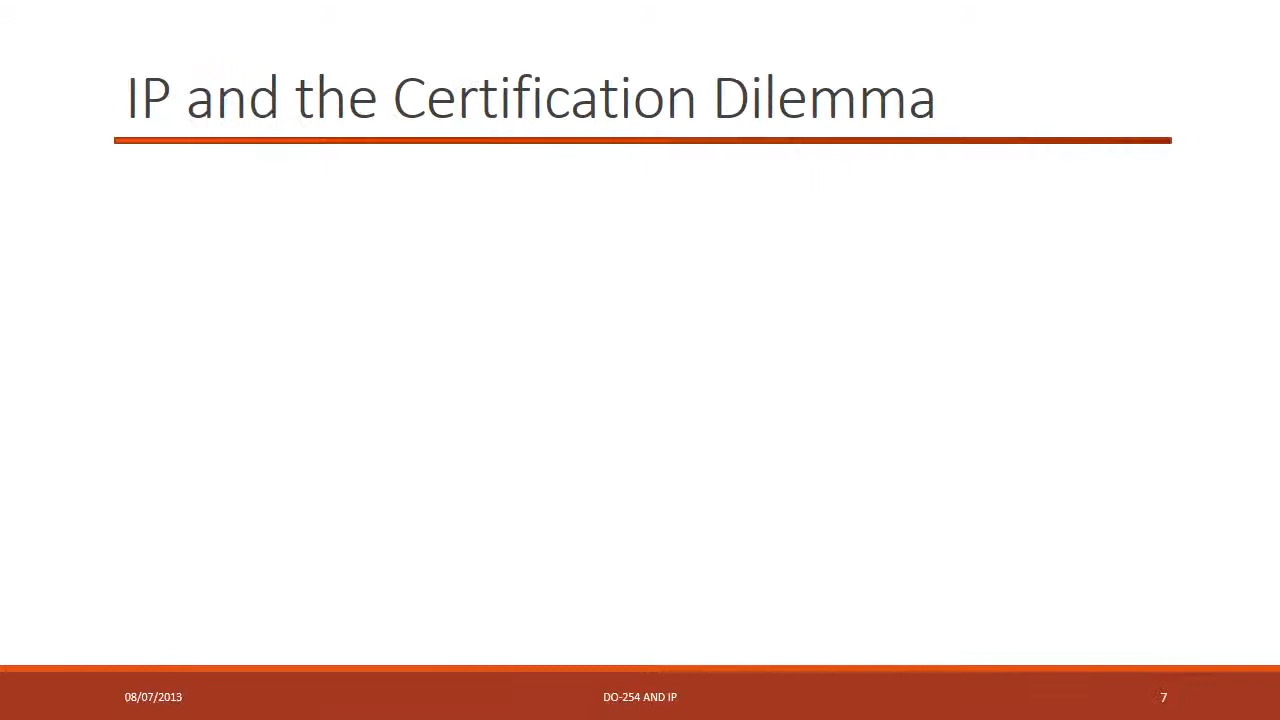 IP and the Certification Dilemma
08/07/2013
DO-254 AND IP
7